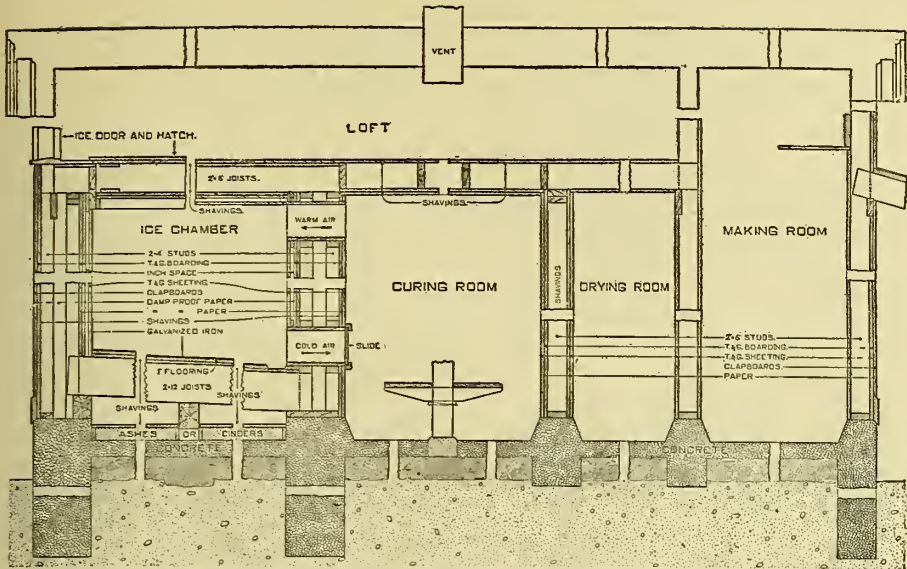 VENT
LOFT
ICE DOOR AND HATCH.
2×6 JOISTS.
SHAVINGS
SHAVINGS
ICE CHAMBER
WARM AIR
MAKING ROOM
2×4 STUDS
T.&G. BOARDING
INCH SPACE
T.&G. SHEETING
CLAPBOARDS
DAMP PROOF PAPER
" " PAPER
SHAVINGS
GALVANIZED IRON
CURING ROOM
SHAVINGS
DRYING ROOM
COLD AIR
SLIDE
1" FLOORING
2×12 JOISTS
SHAVINGS
SHAVINGS
2×6 STUDS.
T.&G. BOARDING
T.&G. SHEETING.
CLAPBOARDS
PAPER
ASHES OR CINDERS
CONCRETE
CONCRETE